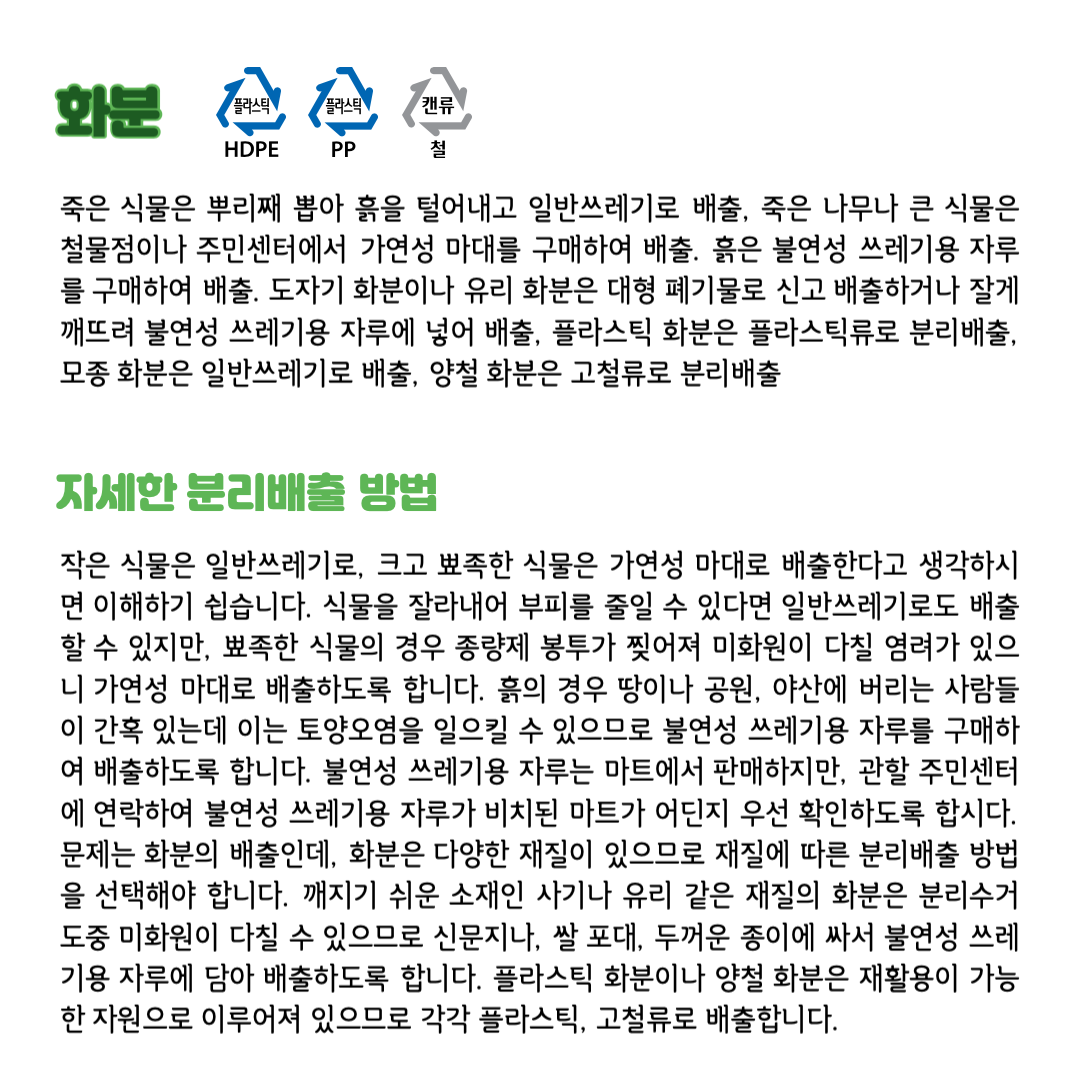 화분
플라스틱 플라스틱 캔류
HDPE PP 철
죽은 식물은 뿌리째 뽑아 흙을 털어내고 일반쓰레기로 배출, 죽은 나무나 큰 식물은
철물점이나 주민센터에서 가연성 마대를 구매하여 배출. 흙은 불연성 쓰레기용 자루
를 구매하여 배출. 도자기 화분이나 유리 화분은 대형 폐기물로 신고 배출하거나 잘게
깨뜨려 불연성 쓰레기용 자루에 넣어 배출, 플라스틱 화분은 플라스틱류로 분리배출,
모종 화분은 일반쓰레기로 배출, 양철 화분은 고철류로 분리배출
자세한 분리배출 방법
작은 식물은 일반쓰레기로, 크고 뾰족한 식물은 가연성 마대로 배출한다고 생각하시
면 이해하기 쉽습니다. 식물을 잘라내어 부피를 줄일 수 있다면 일반쓰레기로도 배출
할 수 있지만, 뾰족한 식물의 경우 종량제 봉투가 찢어져 미화원이 다칠 염려가 있으
니 가연성 마대로 배출하도록 합니다. 흙의 경우 땅이나 공원, 야산에 버리는 사람들
이 간혹 있는데 이는 토양오염을 일으킬 수 있으므로 불연성 쓰레기용 자루를 구매하
여 배출하도록 합니다. 불연성 쓰레기용 자루는 마트에서 판매하지만, 관할 주민센터
에 연락하여 불연성 쓰레기용 자루가 비치된 마트가 어딘지 우선 확인하도록 합시다.
문제는 화분의 배출인데, 화분은 다양한 재질이 있으므로 재질에 따른 분리배출 방법
을 선택해야 합니다. 깨지기 쉬운 소재인 사기나 유리 같은 재질의 화분은 분리수거
도중 미화원이 다칠 수 있으므로 신문지나, 쌀 포대, 두꺼운 종이에 싸서 불연성 쓰레
기용 자루에 담아 배출하도록 합니다. 플라스틱 화분이나 양철 화분은 재활용이 가능
한 자원으로 이루어져 있으므로 각각 플라스틱, 고철류로 배출합니다.